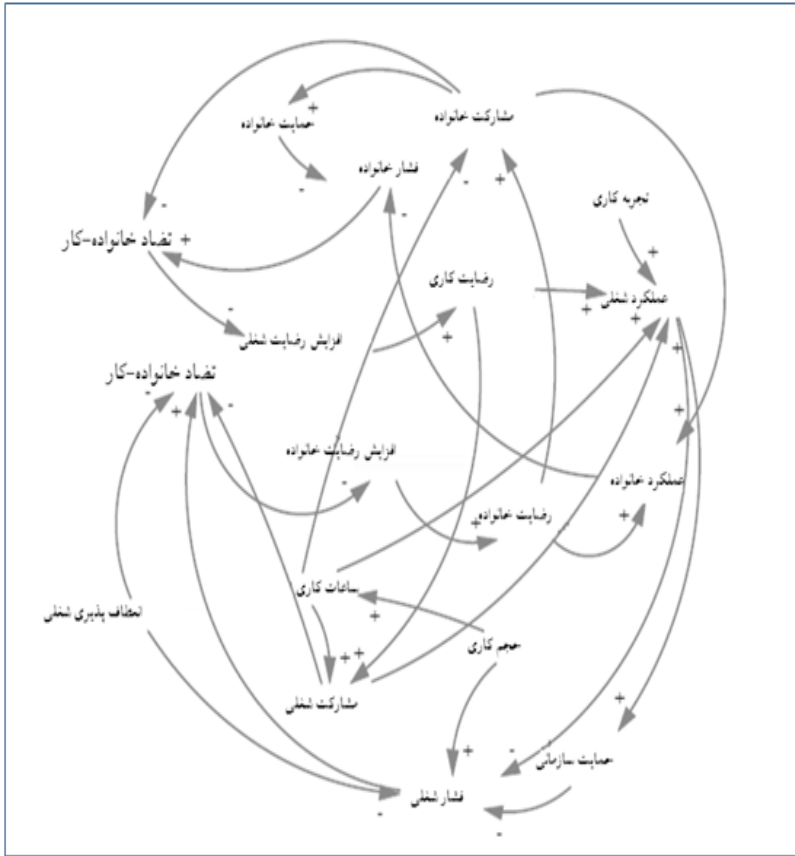 مشارکت خانواده
حمایت خانواده
فشار خانواده
تجربه کاری
تضاد خانواده-کار
رضایت کاری
عملکرد شغلی
افزایش رضایت شغلی
تضاد خانواده-کار
افزایش رضایت خانواده
عملکرد خانواده
رضایت خانواده
ساعات کاری
انعطاف پذیری شغلی
حجم کاری
مشارکت شغلی
حمایت سازمانی
فشار شغلی